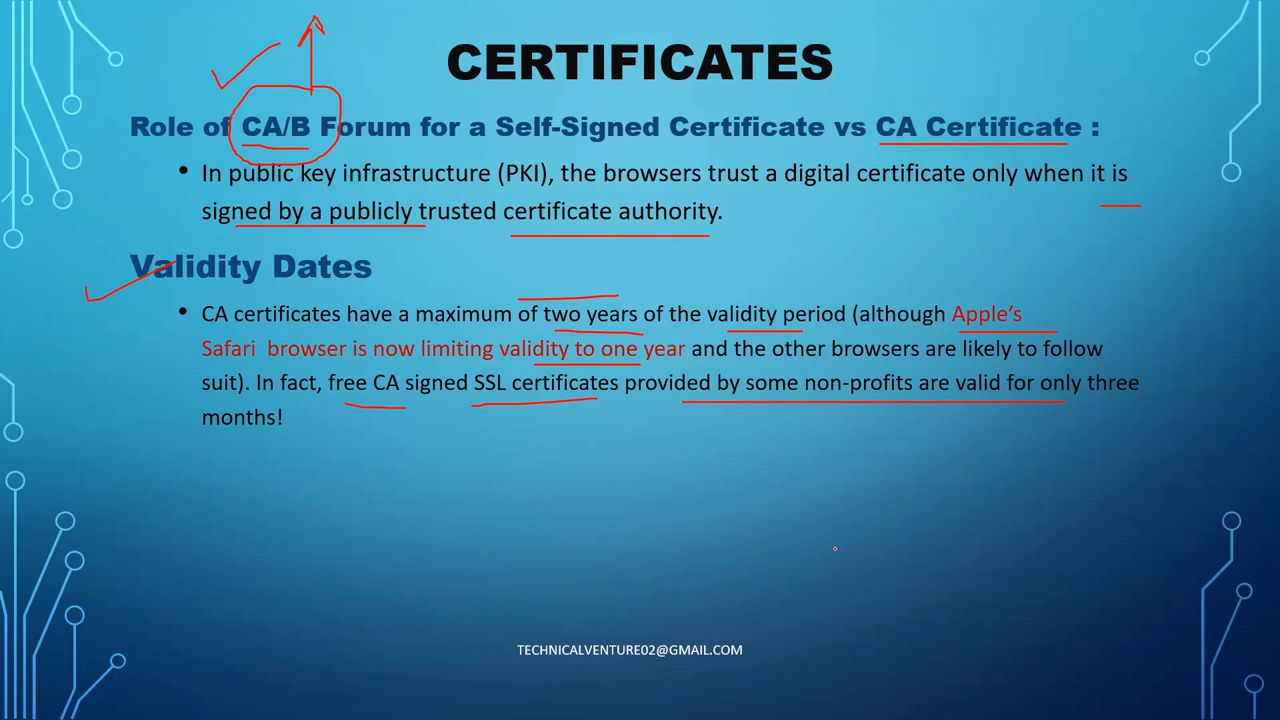 CERTIFICATES
Role of CA/B Forum for a Self-Signed Certificate vs CA Certificate :
• In public key infrastructure (PKI), the browsers trust a digital certificate only when it is
signed by a publicly trusted certificate authority.
Validity Dates
• CA certificates have a maximum of two years of the validity period (although Apple’s
Safari browser is now limiting validity to one year and the other browsers are likely to follow
suit). In fact, free CA signed SSL certificates provided by some non-profits are valid for only three
months!
TECHNICALVENTURE02@GMAIL.COM